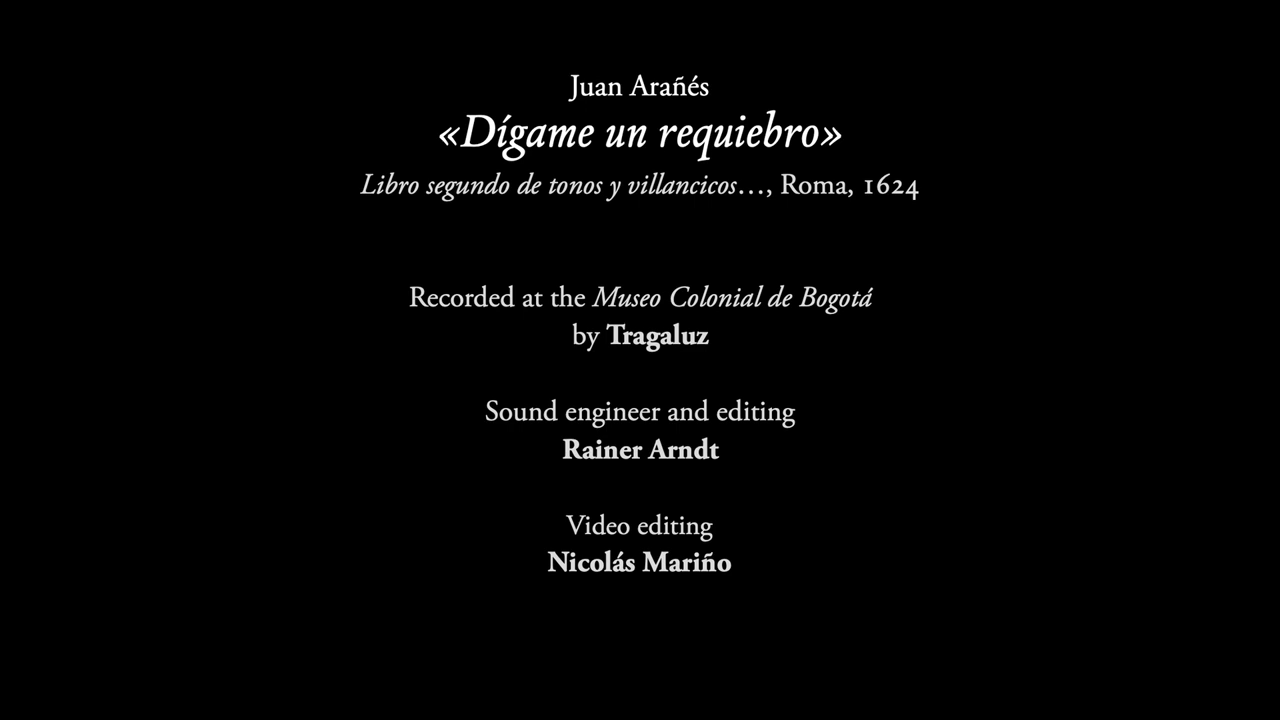 Juan Arañés
«Dígame un requiebro»
Libro segundo de tonos y villancicos…, Roma, 1624
Recorded at the Museo Colonial de Bogotá
by Tragaluz
Sound engineer and editing
Rainer Arndt
Video editing
Nicolás Mariño